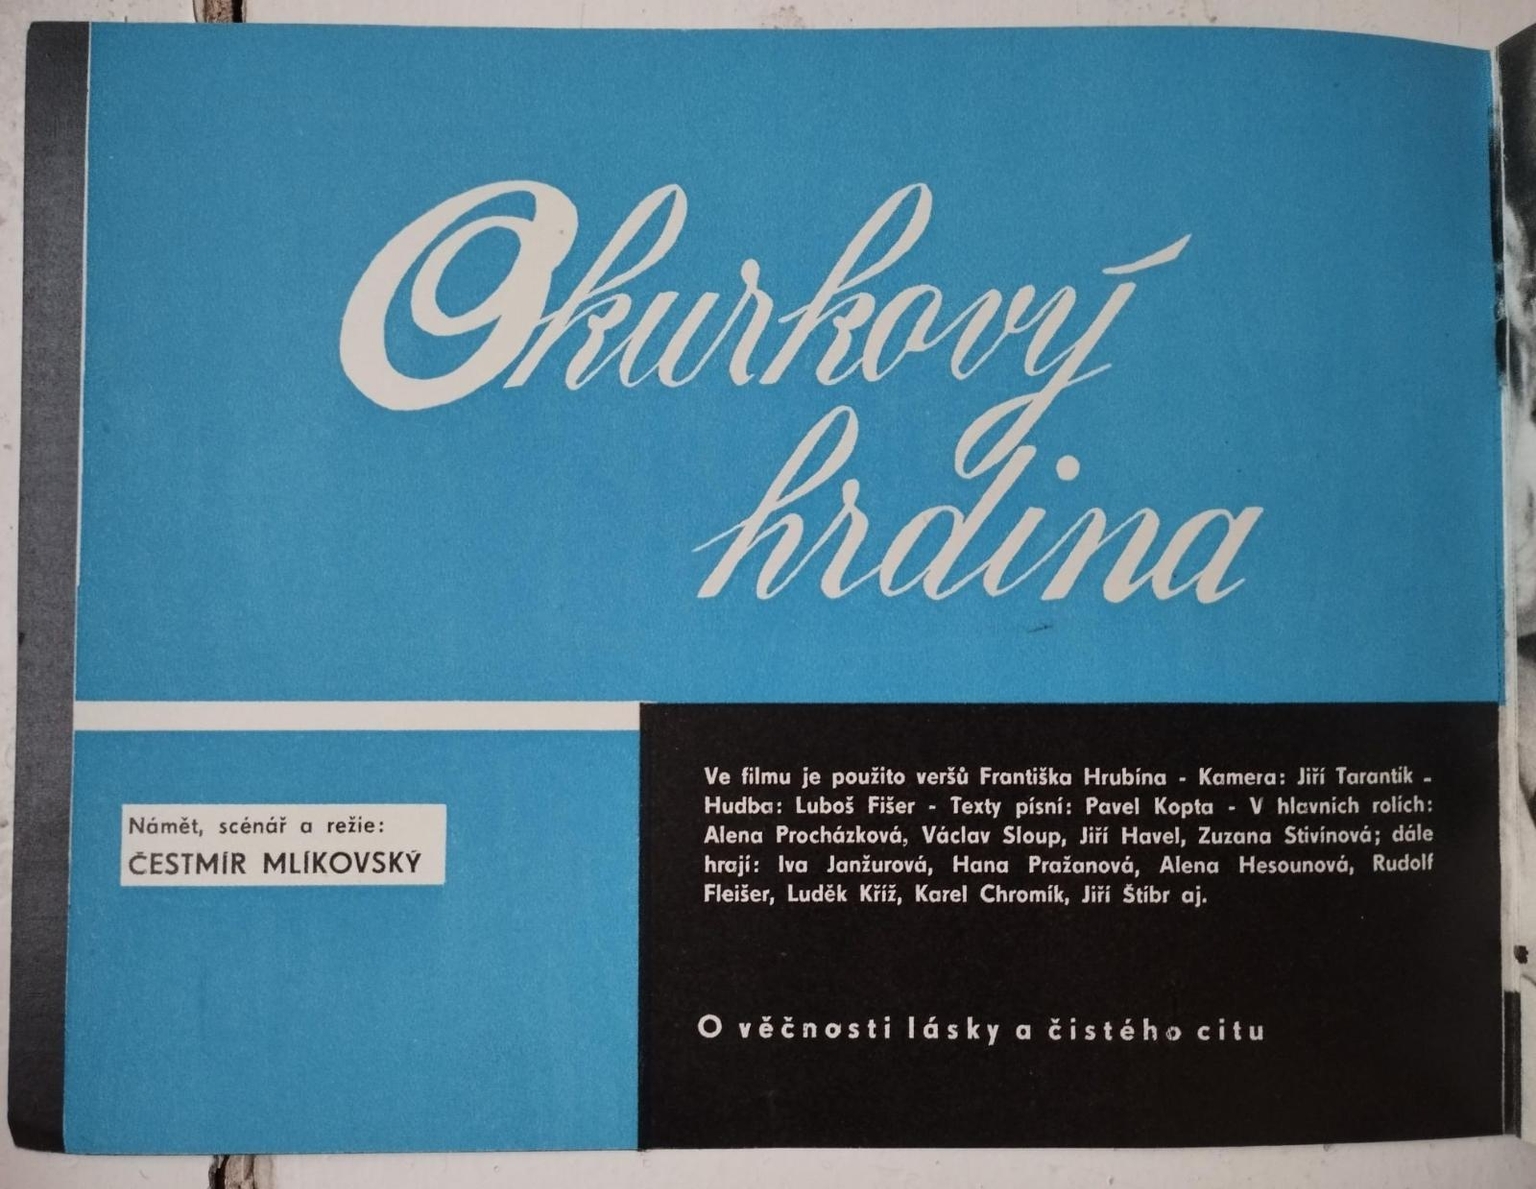 Okurkový
hrdina
Námět, scénář a režie:
ČESTMÍR MLÍKOVSKÝ
Ve filmu je použito veršů Františka Hrubína - Kamera: Jiří Tarantík -
Hudba: Luboš Fišer - Texty písní: Pavel Kopta - V hlavních rolích:
Alena Procházková, Václav Sloup, Jiří Havel, Zuzana Stivínová; dále
hrají: Iva Janžurová, Hana Pražanová, Alena Hesounová, Rudolf
Fleišer, Luděk Kříž, Karel Chromík, Jiří Štíbr aj.
O věčnosti lásky a čistého citu